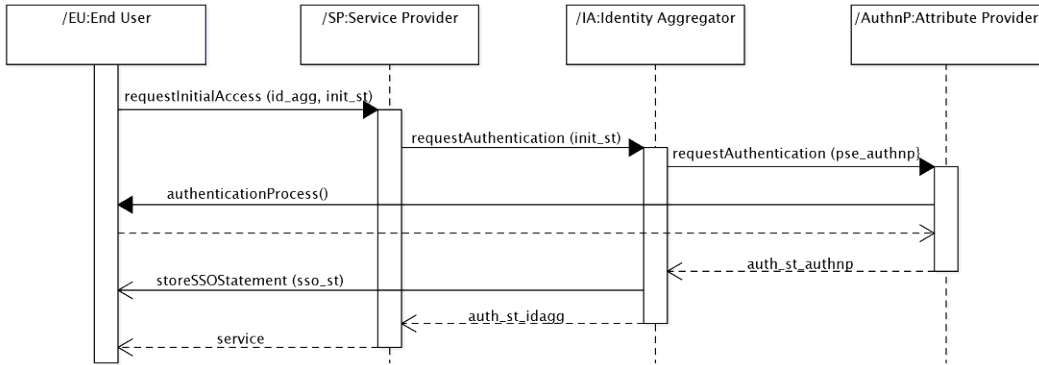 /EU:End User
/SP:Service Provider
/IA:Identity Aggregator
/AuthnP:Attribute Provider
requestInitialAccess (id_agg, init_st)
requestAuthentication (init_st)
requestAuthentication (pse_authnp}
authenticationProcess()
auth_st_authnp
storeSSOStatement (sso_st)
auth_st_idagg
service